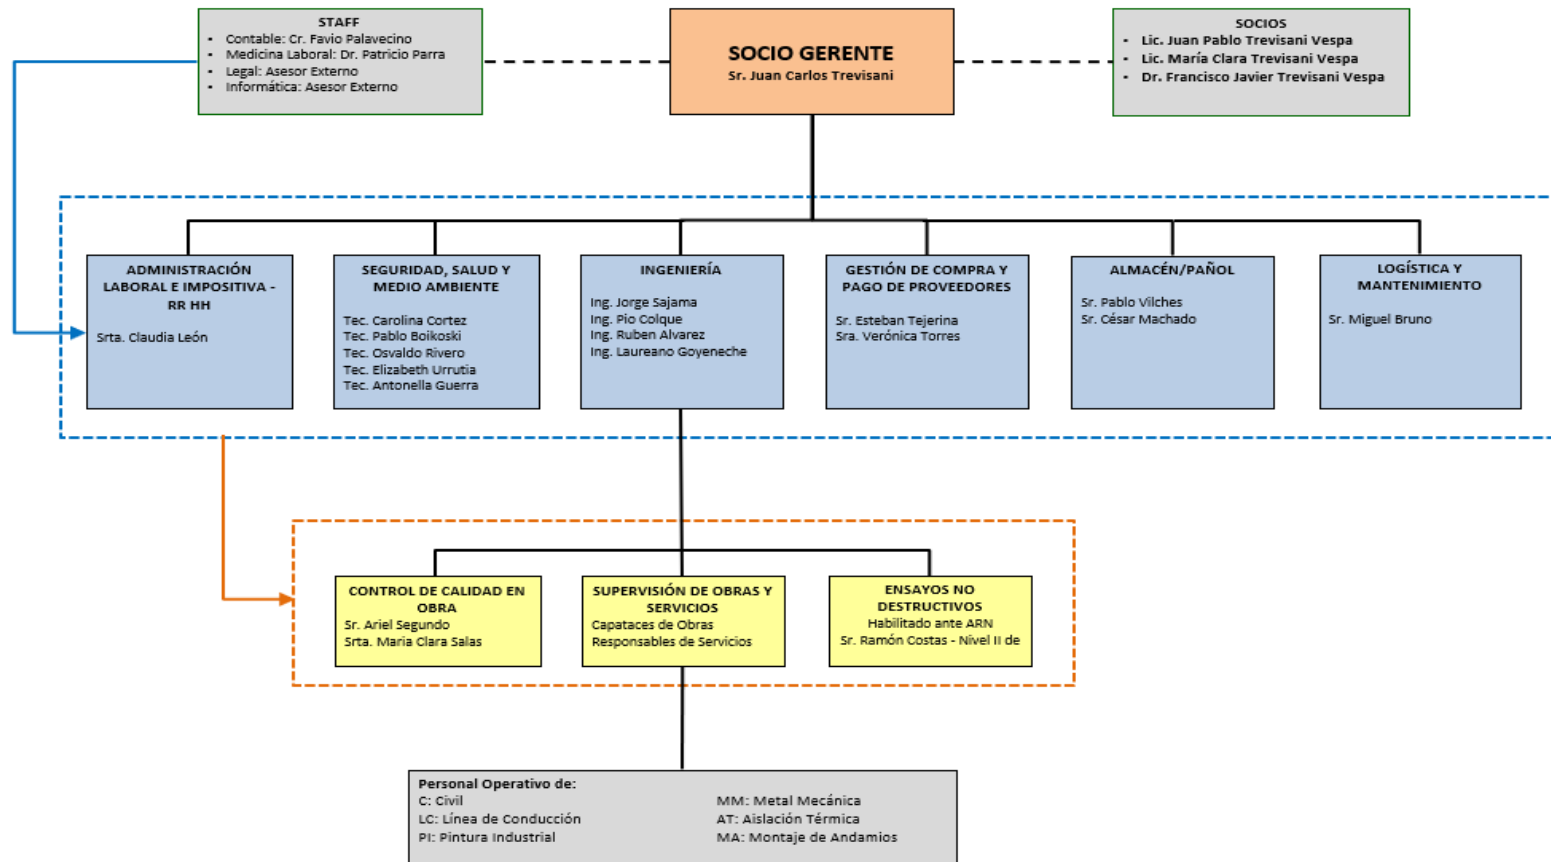 STAFF
- Contable: Cr. Favio Palavecino
- Medicina Laboral: Dr. Patricio Parra
- Legal: Asesor Externo
- Informática: Asesor Externo
SOCIO GERENTE
Sr. Juan Carlos Trevisani
SOCIOS
- Lic. Juan Pablo Trevisani Vespa
- Lic. María Clara Trevisani Vespa
- Dr. Francisco Javier Trevisani Vespa
ADMINISTRACIÓN
LABORAL E IMPOSITIVA -
RR HH
Srta. Claudia León
SEGURIDAD, SALUD Y
MEDIO AMBIENTE
Tec. Carolina Cortez
Tec. Pablo Boikoski
Tec. Osvaldo Rivero
Tec. Elizabeth Urrutia
Tec. Antonella Guerra
INGENIERÍA
Ing. Jorge Sajama
Ing. Pio Colque
Ing. Ruben Alvarez
Ing. Laureano Goyeneche
GESTIÓN DE COMPRA Y
PAGO DE PROVEEDORES
Sr. Esteban Tejerina
Sra. Verónica Torres
ALMACÉN/PAÑOL
Sr. Pablo Vilches
Sr. César Machado
LOGÍSTICA Y
MANTENIMIENTO
Sr. Miguel Bruno
CONTROL DE CALIDAD EN
OBRA
Sr. Ariel Segundo
Srta. Maria Clara Salas
SUPERVISIÓN DE OBRAS Y
SERVICIOS
Capataces de Obras
Responsables de Servicios
ENSAYOS NO
DESTRUCTIVOS
Habilitado ante ARN
Sr. Ramón Costas - Nivel II de
Personal Operativo de:
C: Civil
LC: Línea de Conducción
PI: Pintura Industrial
MM: Metal Mecánica
AT: Aislación Térmica
MA: Montaje de Andamios